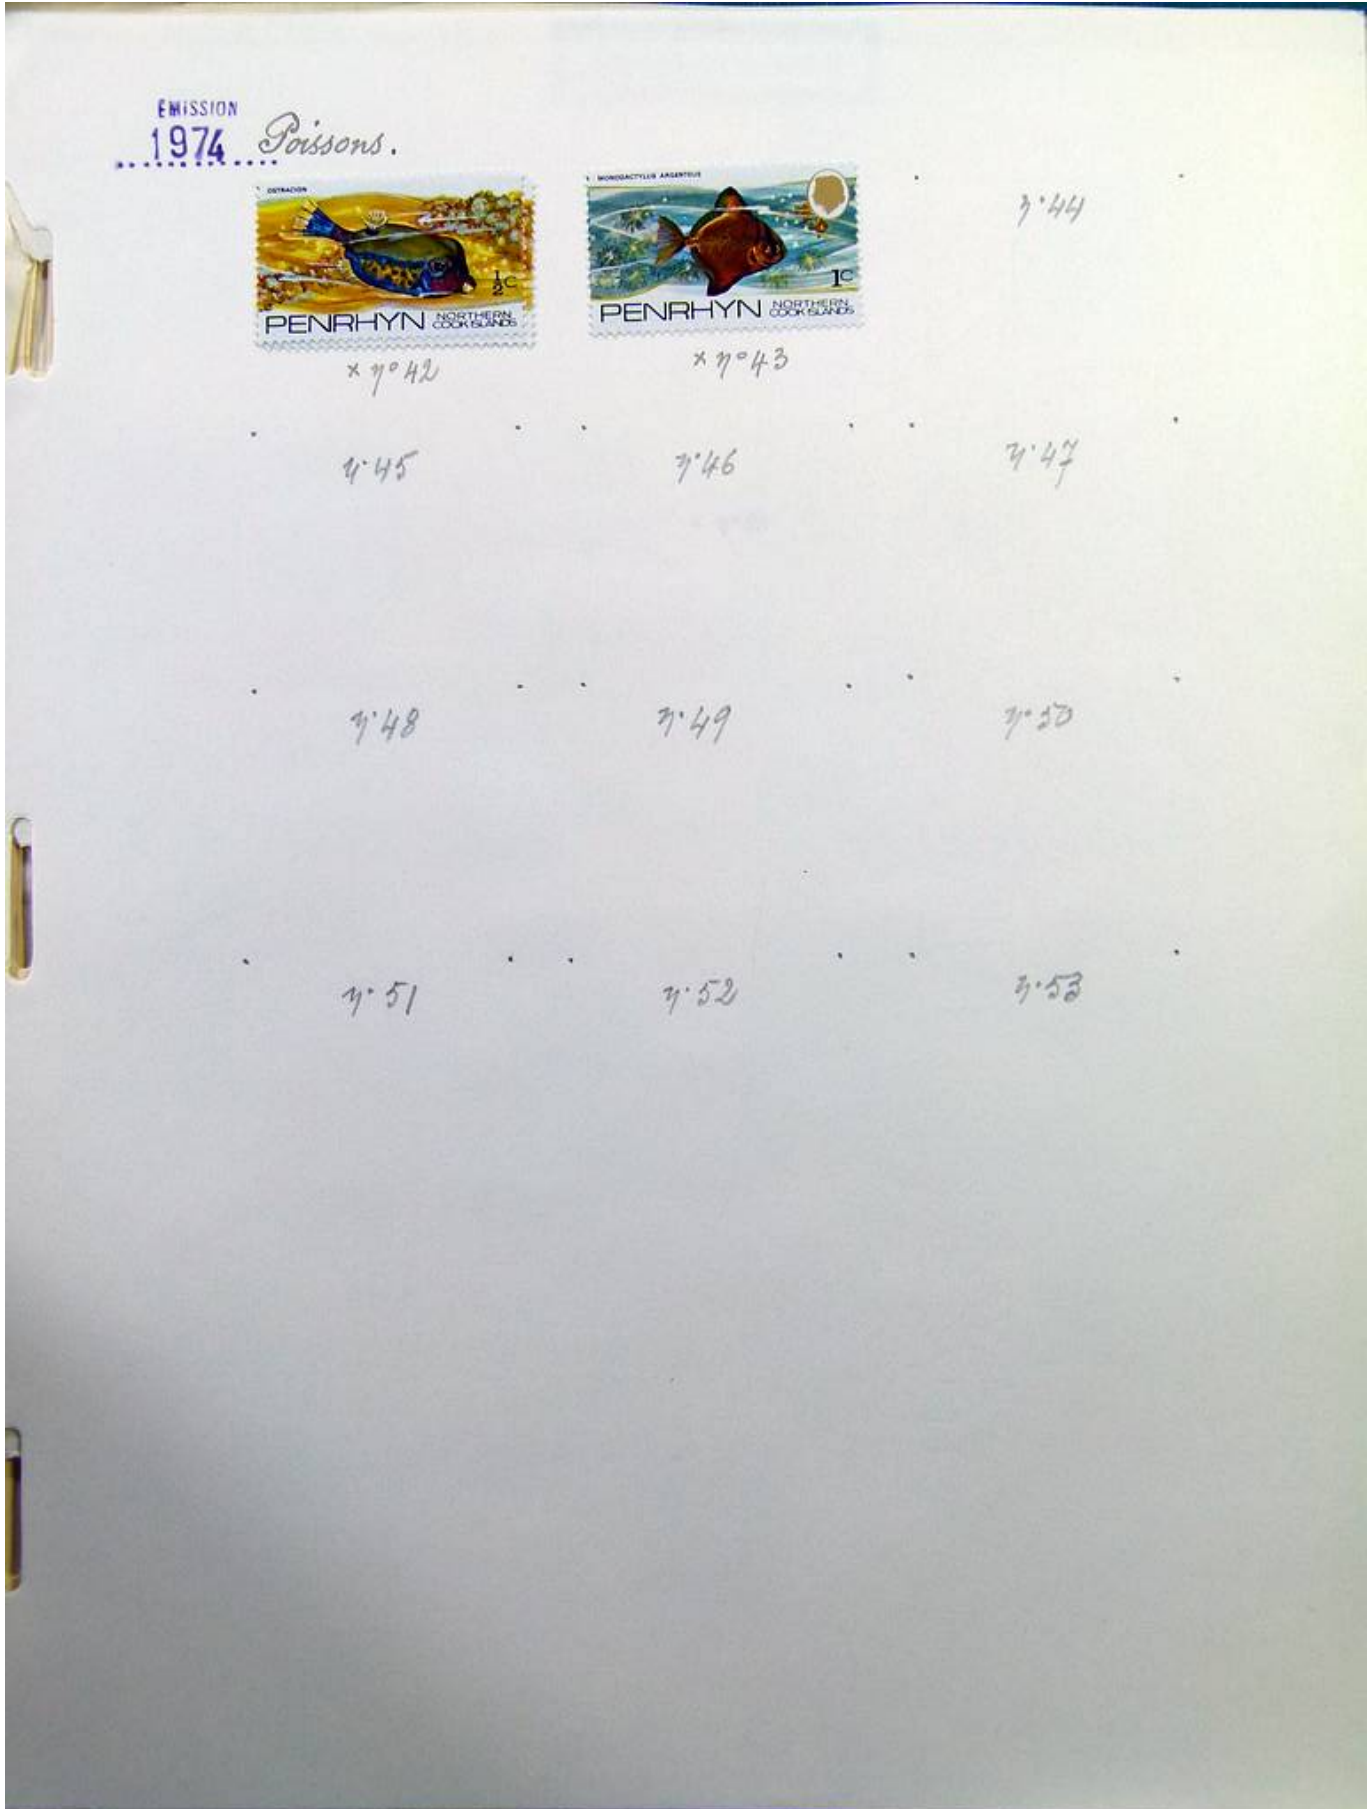 EMISSION
1974 Poissons.
OSTRACION
½C
PENRHYN NORTHERN COOK ISLANDS
MONODACTYLUS ARGENTEUS
1C
PENRHYN NORTHERN COOK ISLANDS
n°44
x n°42
x n°43
n°45
n°46
n°47
n°48
n°49
n°50
n°51
n°52
n°53